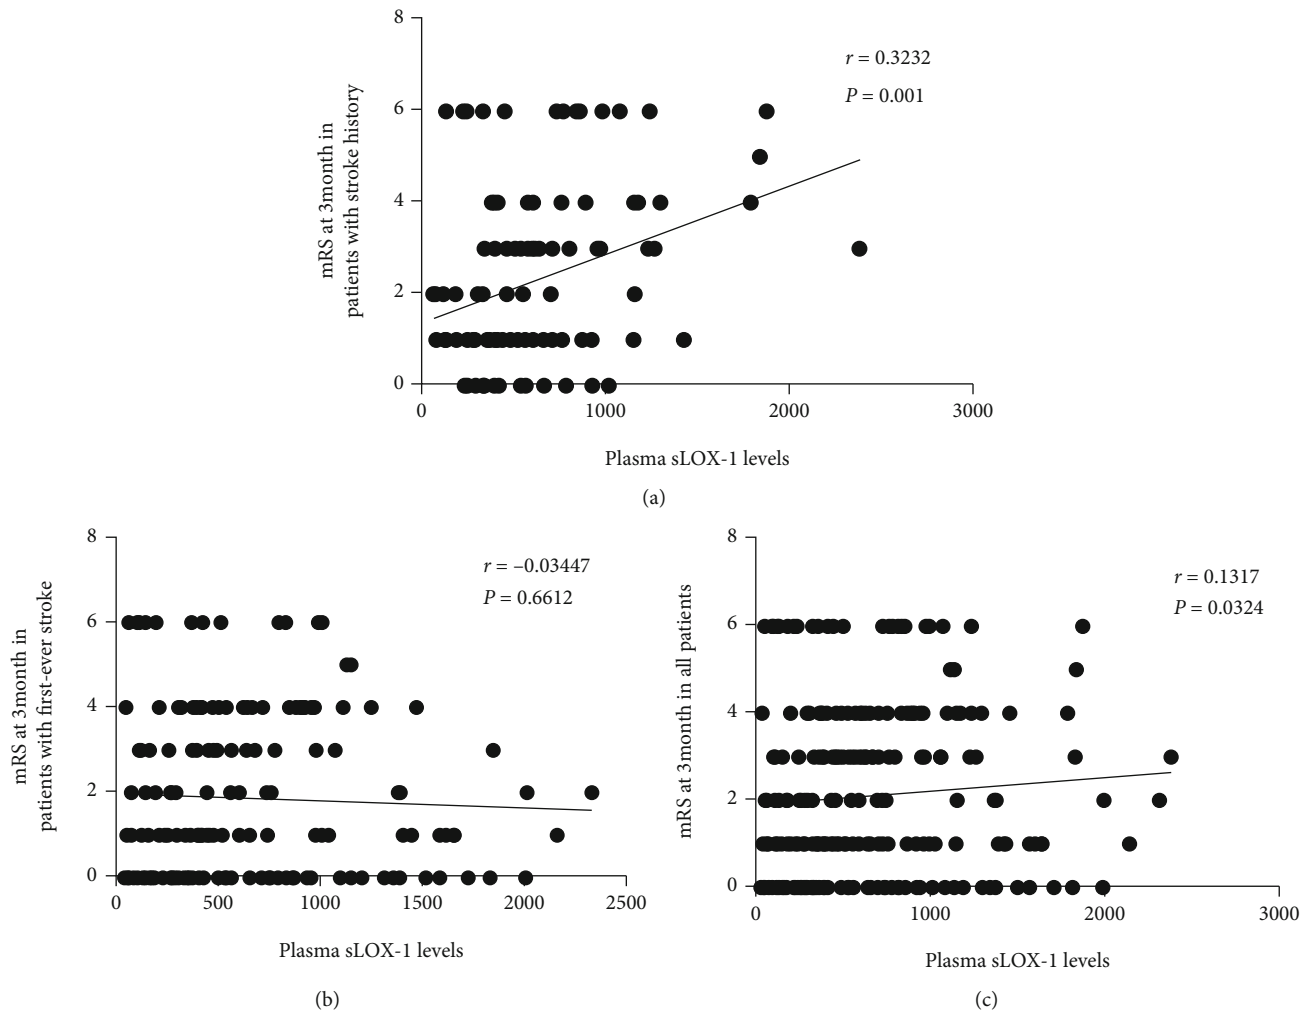 8
6
4
2
0
mRS at 3month in
patients with stroke history
r = 0.3232
P = 0.001
0 1000 2000 3000
Plasma sLOX-1 levels
(a)
8
6
4
2
0
mRS at 3month in
patients with first-ever stroke
r = –0.03447
P = 0.6612
0 500 1000 1500 2000 2500
Plasma sLOX-1 levels
(b)
8
6
4
2
0
mRS at 3month in all patients
r = 0.1317
P = 0.0324
0 1000 2000 3000
Plasma sLOX-1 levels
(c)